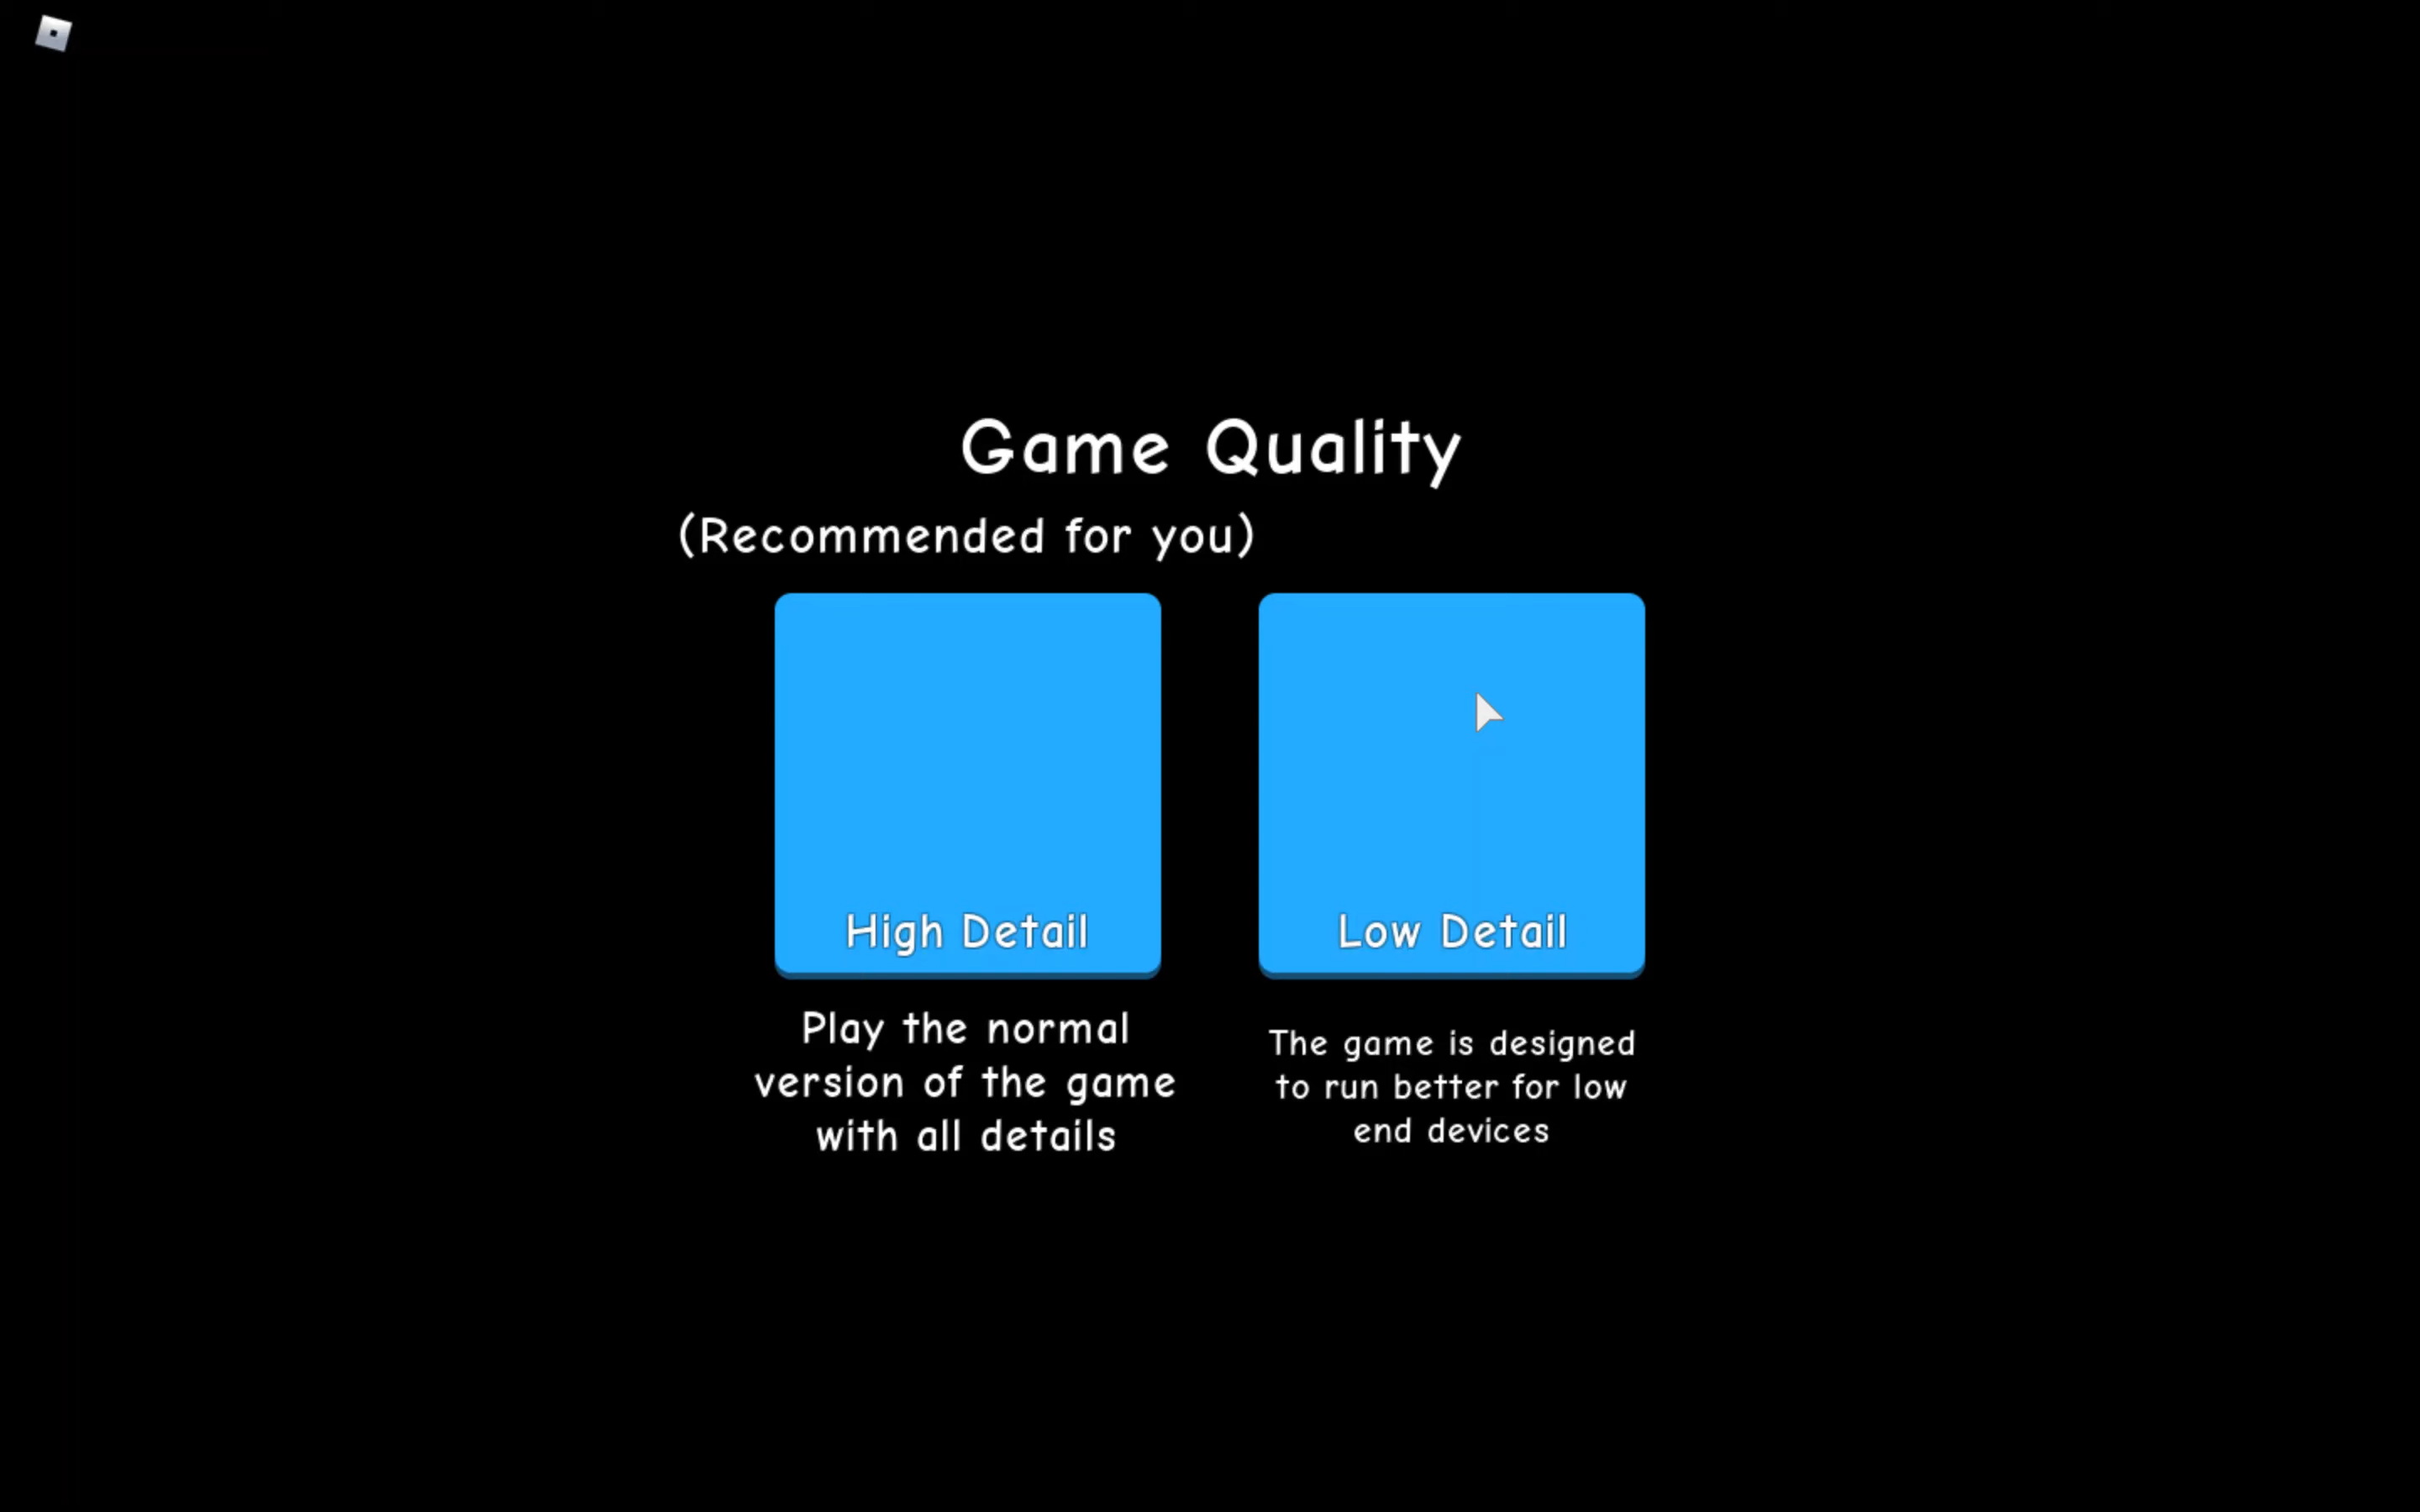 Game Quality
(Recommended for you)
High Detail
Low Detail
Play the normal
version of the game
with all details
The game is designed
to run better for low
end devices